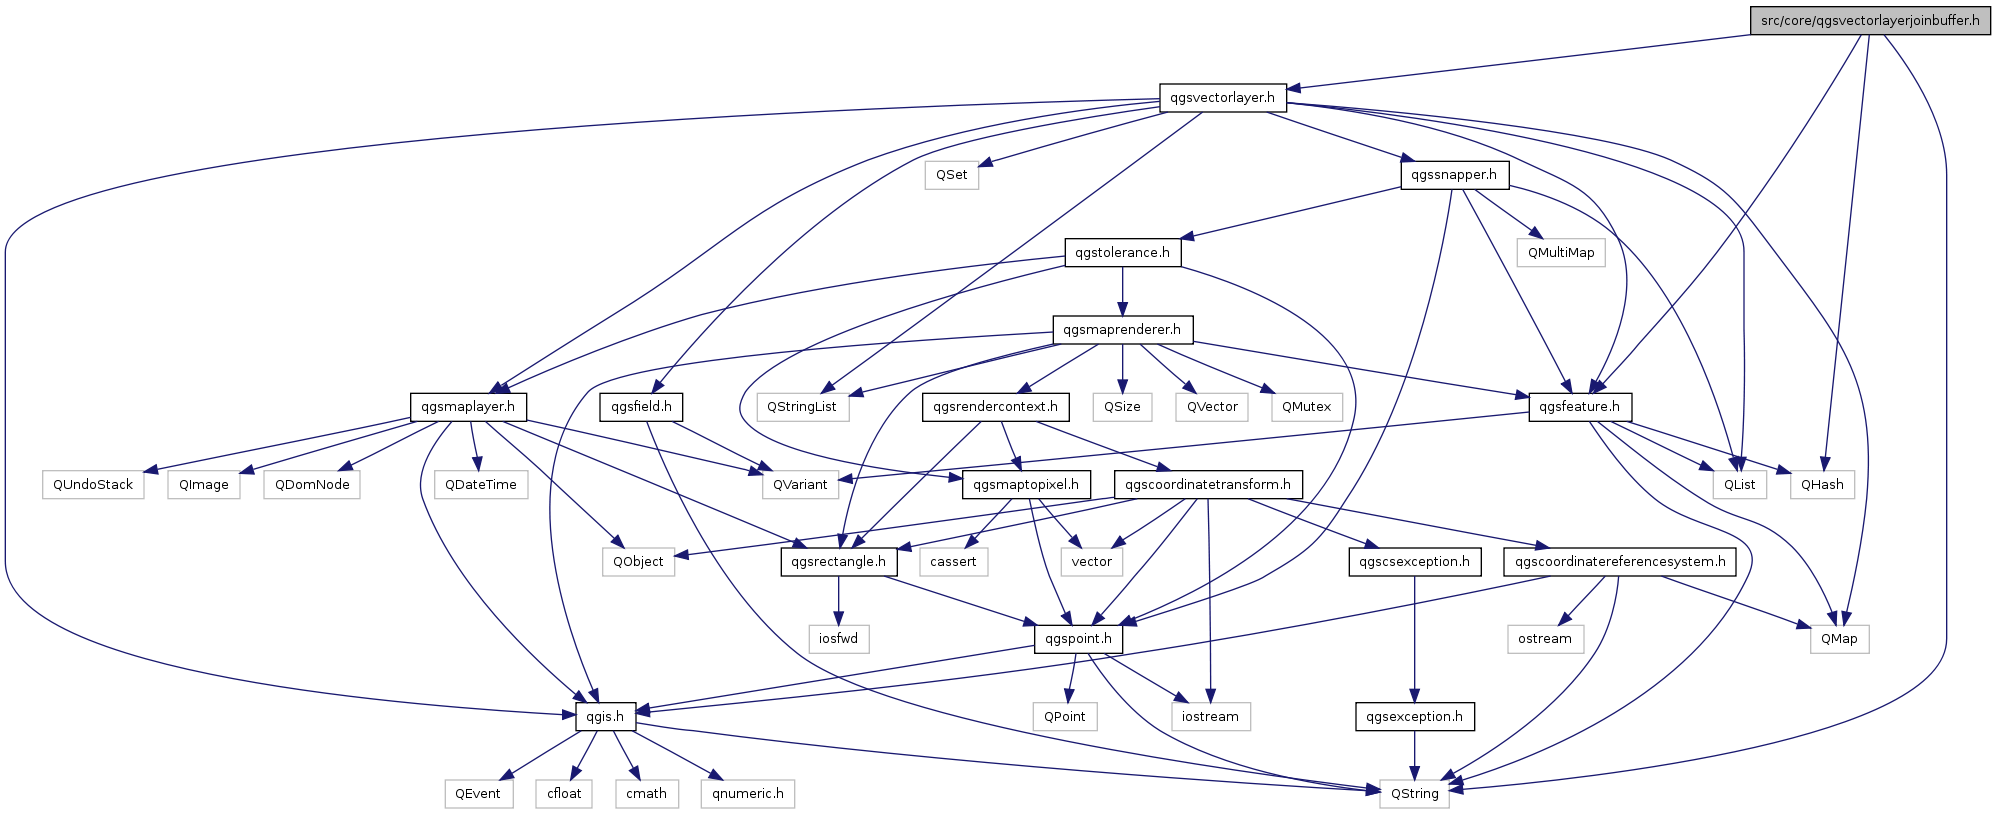 src/core/qgsvectorlayerjoinbuffer.h
qgsvectorlayer.h
QSet
qgssnapper.h
qgstolerance.h
QMultiMap
qgsmaprenderer.h
qgsmaplayer.h
qgsfield.h
QStringList
qgsrendercontext.h
QSize
QVector
QMutex
qgsfeature.h
QUndoStack
QImage
QDomNode
QDateTime
QVariant
qgsmaptopixel.h
qgscoordinatetransform.h
QList
QHash
QObject
qgsrectangle.h
cassert
vector
qgscsexception.h
qgscoordinatereferencesystem.h
iosfwd
qgspoint.h
ostream
QMap
qgis.h
QPoint
iostream
qgsexception.h
QEvent
cfloat
cmath
qnumeric.h
QString